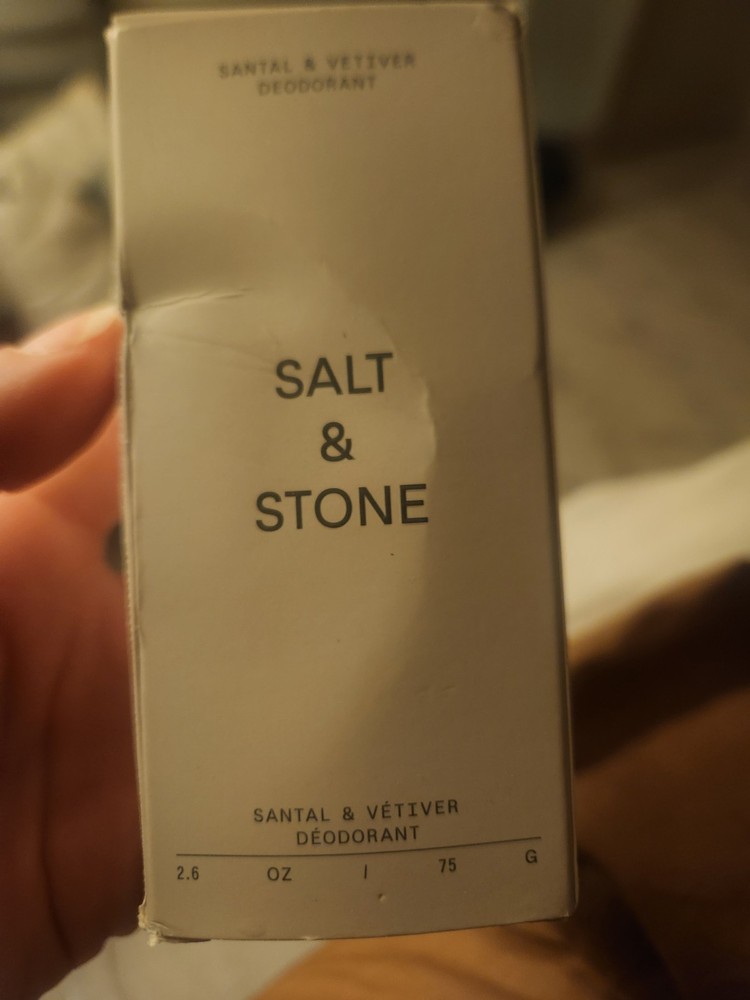 SANTAL & VETIVER
DEODORANT
SALT
&
STONE
SANTAL & VÉTIVER
DÉODORANT
2.6 OZ / 75 G